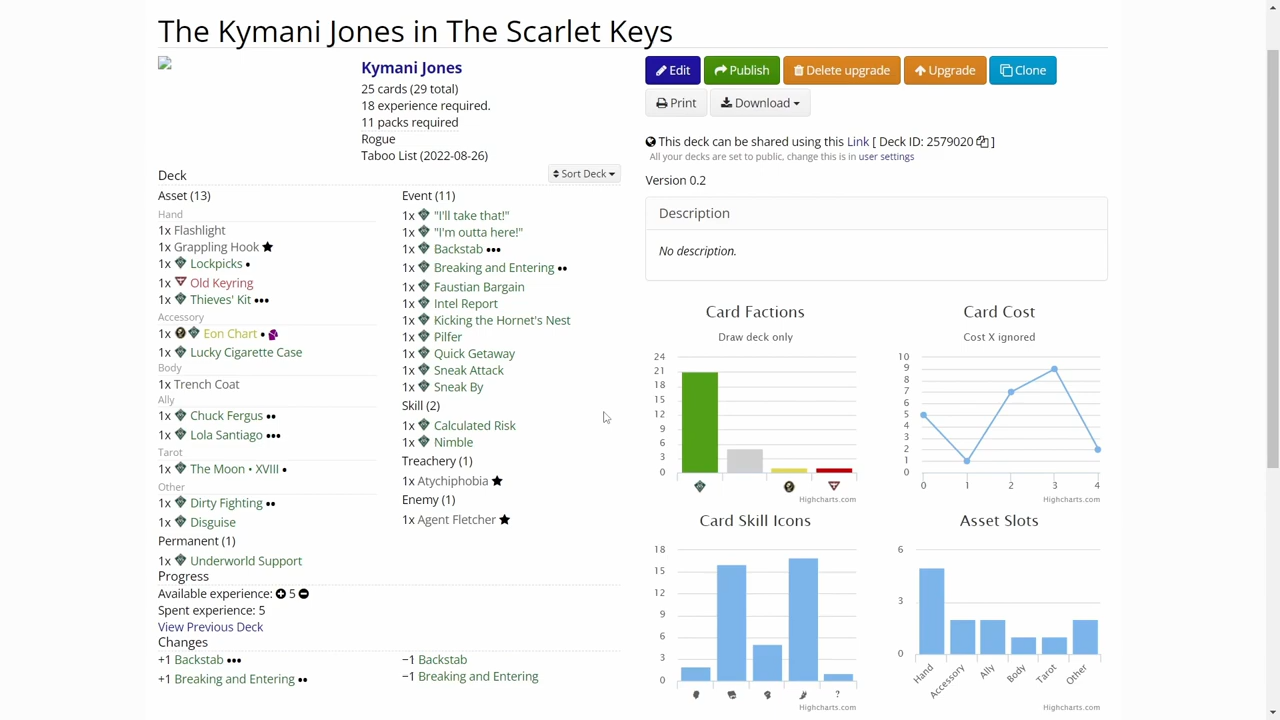 The Kymani Jones in The Scarlet Keys
Kymani Jones
25 cards (29 total)
18 experience required.
11 packs required
Rogue
Taboo List (2022-08-26)
Edit
Publish
Delete upgrade
Upgrade
Clone
Print
Download
This deck can be shared using this Link [ Deck ID: 2579020 ]
All your decks are set to public, change this is in user settings
Version 0.2
Description
No description.
Deck
Sort Deck
Asset (13)
Hand
1x Flashlight
1x Grappling Hook ★
1x Lockpicks •
1x Old Keyring
1x Thieves' Kit •••
Accessory
1x Eon Chart •
1x Lucky Cigarette Case
Body
1x Trench Coat
Ally
1x Chuck Fergus ••
1x Lola Santiago •••
Tarot
1x The Moon • XVIII •
Other
1x Dirty Fighting ••
1x Disguise
Permanent (1)
1x Underworld Support
Event (11)
1x "I'll take that!"
1x "I'm outta here!"
1x Backstab •••
1x Breaking and Entering ••
1x Faustian Bargain
1x Intel Report
1x Kicking the Hornet's Nest
1x Pilfer
1x Quick Getaway
1x Sneak Attack
1x Sneak By
Skill (2)
1x Calculated Risk
1x Nimble
Treachery (1)
1x Atychiphobia ★
Enemy (1)
1x Agent Fletcher ★
Progress
Available experience: 5
Spent experience: 5
View Previous Deck
Changes
+1 Backstab •••
+1 Breaking and Entering ••
−1 Backstab
−1 Breaking and Entering
Card Factions
Draw deck only
24
21
18
15
12
9
6
3
0
Highcharts.com
Card Cost
Cost X ignored
10
9
8
7
6
5
4
3
2
1
0
0 1 2 3 4
Highcharts.com
Card Skill Icons
18
15
12
9
6
3
0
?
Highcharts.com
Asset Slots
6
3
0
Hand
Accessory
Ally
Body
Tarot
Other
Highcharts.com